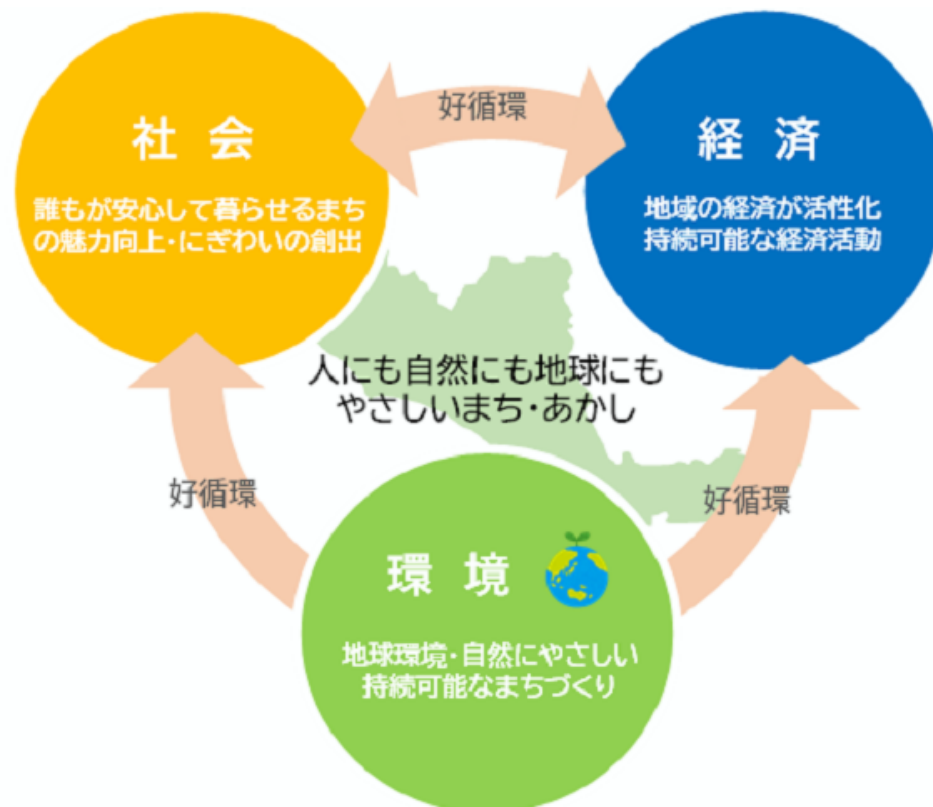 好循環
社会
誰もが安心して暮らせるまち
の魅力向上・にぎわいの創出
経済
地域の経済が活性化
持続可能な経済活動
人にも自然にも地球にも
やさしいまち・あかし
好循環
好循環
環境
地球環境・自然にやさしい
持続可能なまちづくり